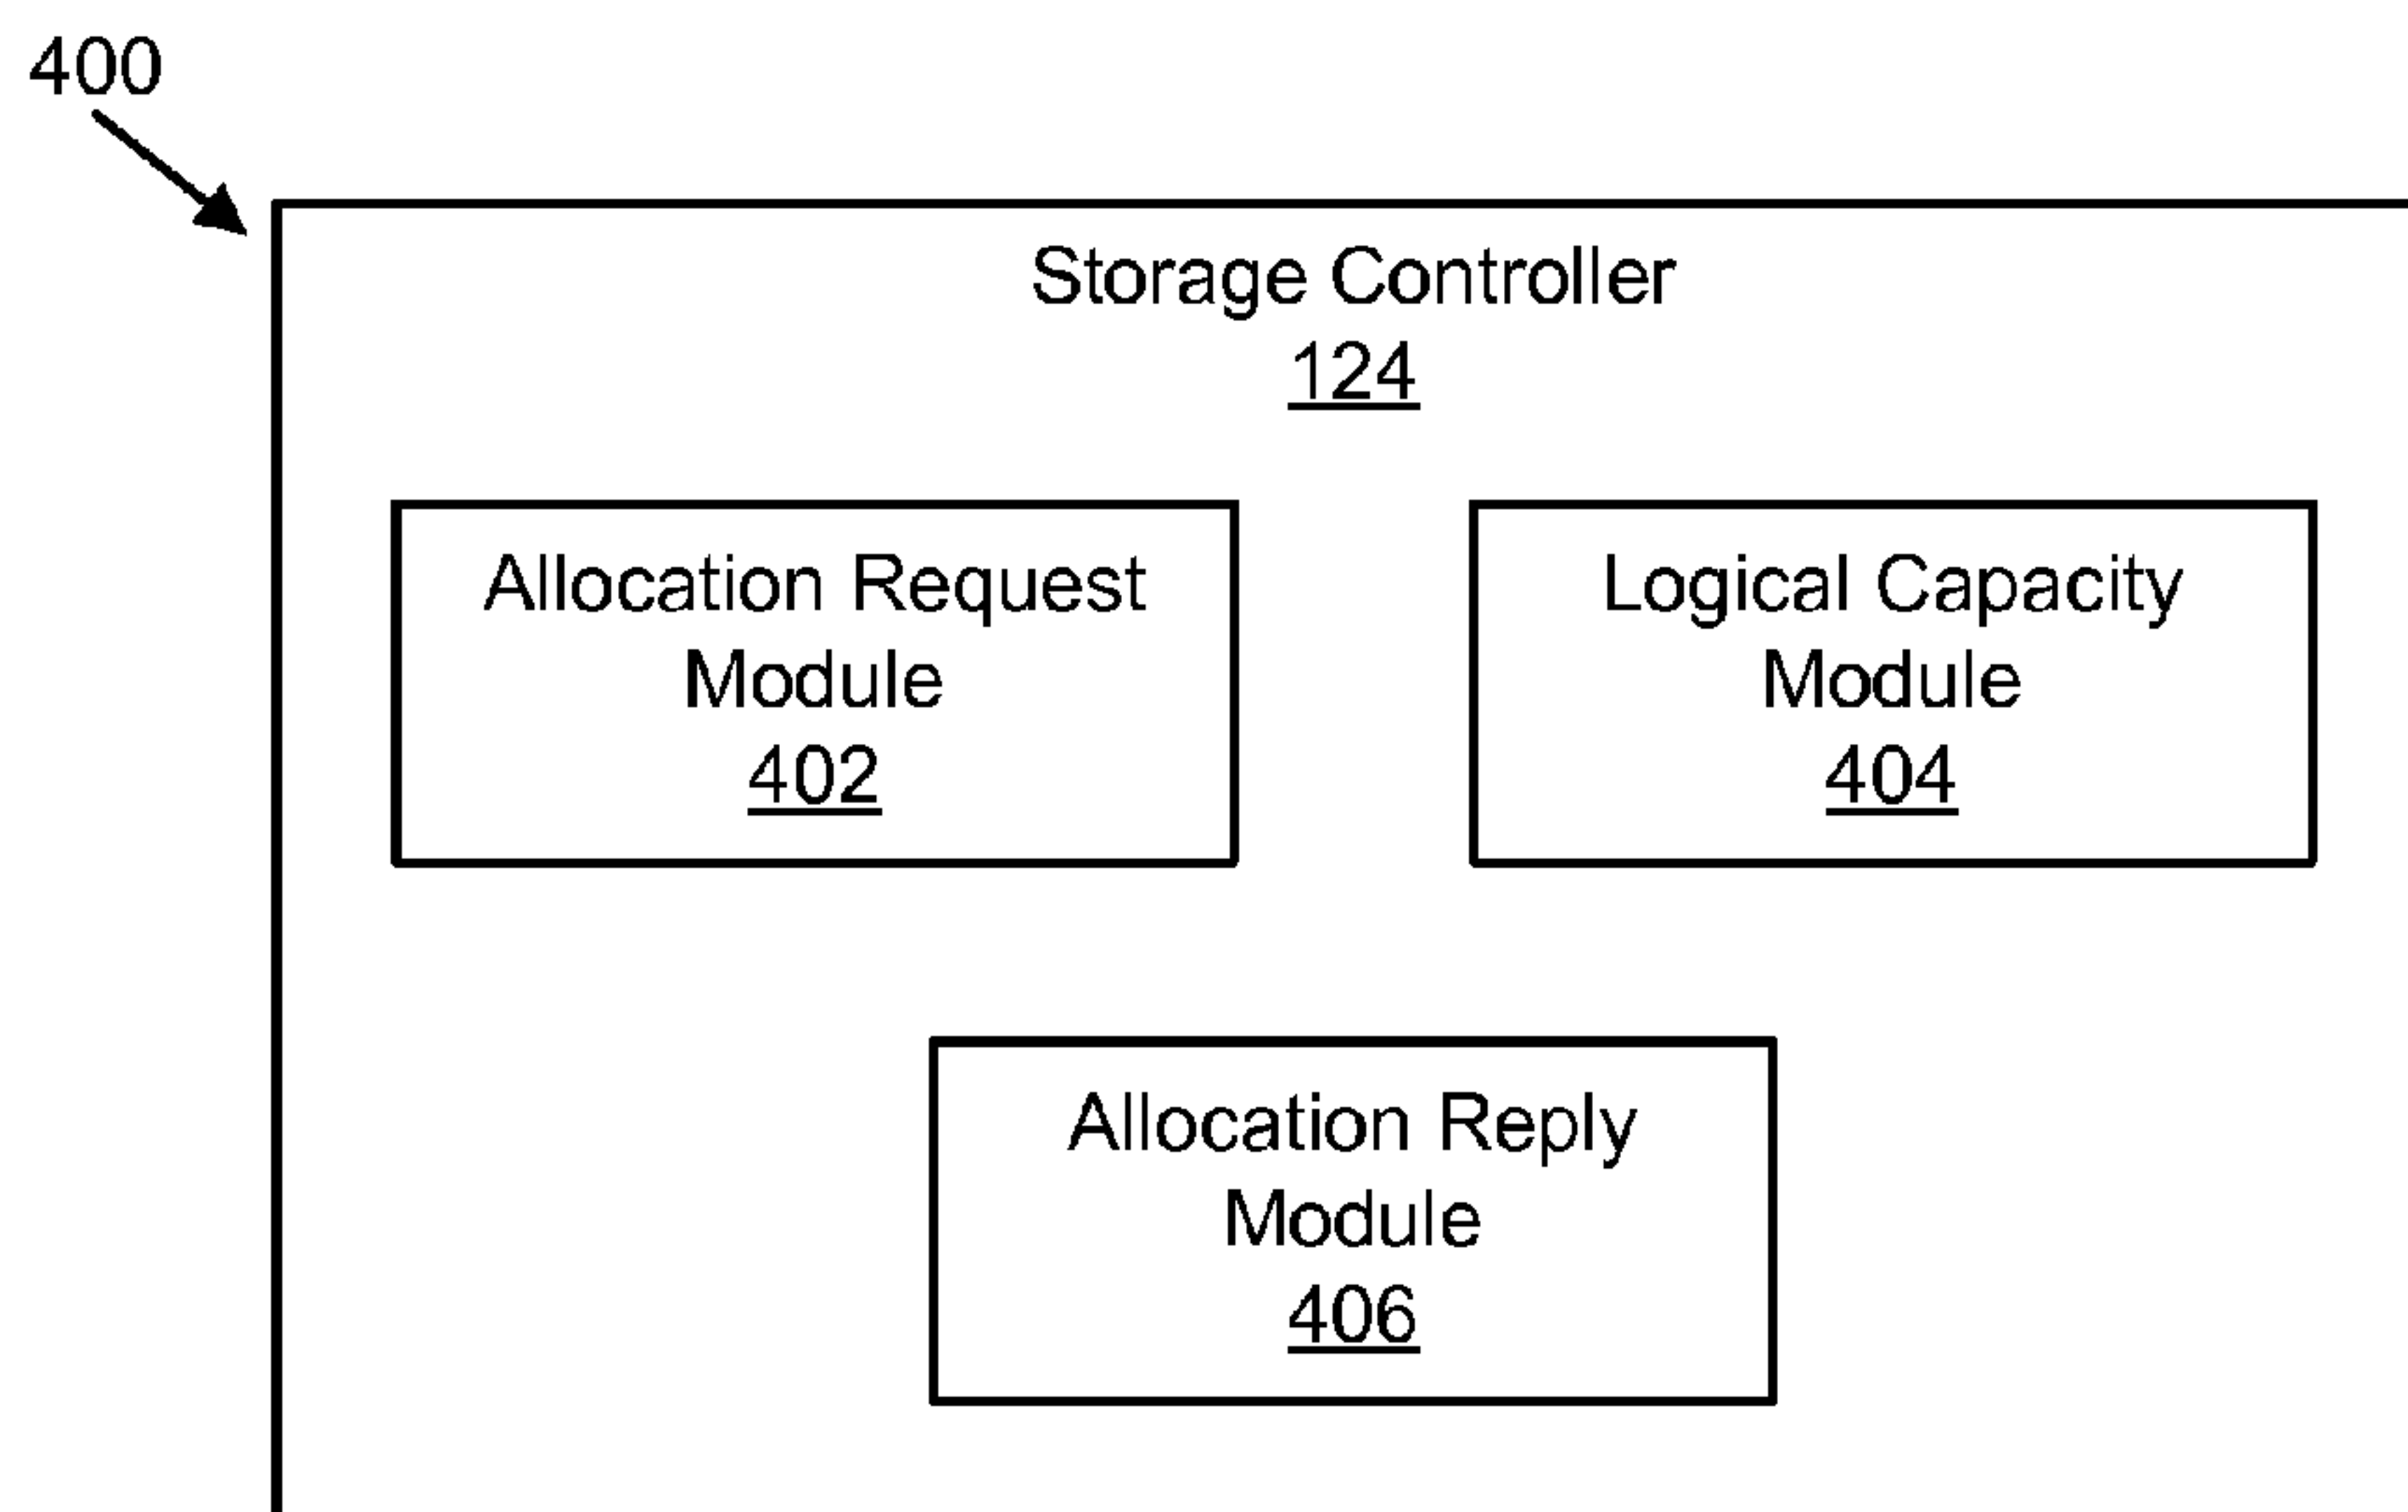 400
Storage Controller
124
Allocation Request
Module
402
Logical Capacity
Module
404
Allocation Reply
Module
406